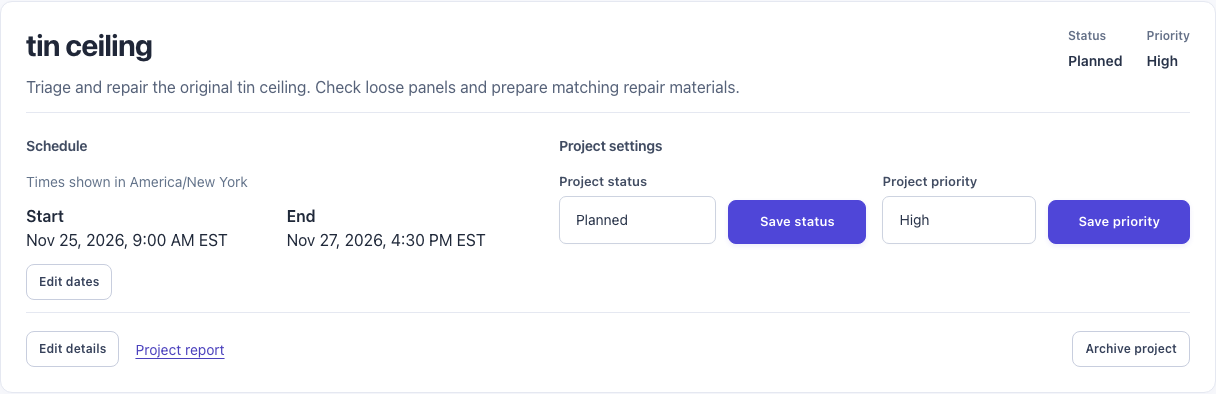 tin ceiling
Status
Priority
Planned
High
Triage and repair the original tin ceiling. Check loose panels and prepare matching repair materials.
Schedule
Times shown in America/New York
Start
End
Nov 25, 2026, 9:00 AM EST
Nov 27, 2026, 4:30 PM EST
Edit dates
Project settings
Project status
Project priority
Planned
Save status
High
Save priority
Edit details
Project report
Archive project